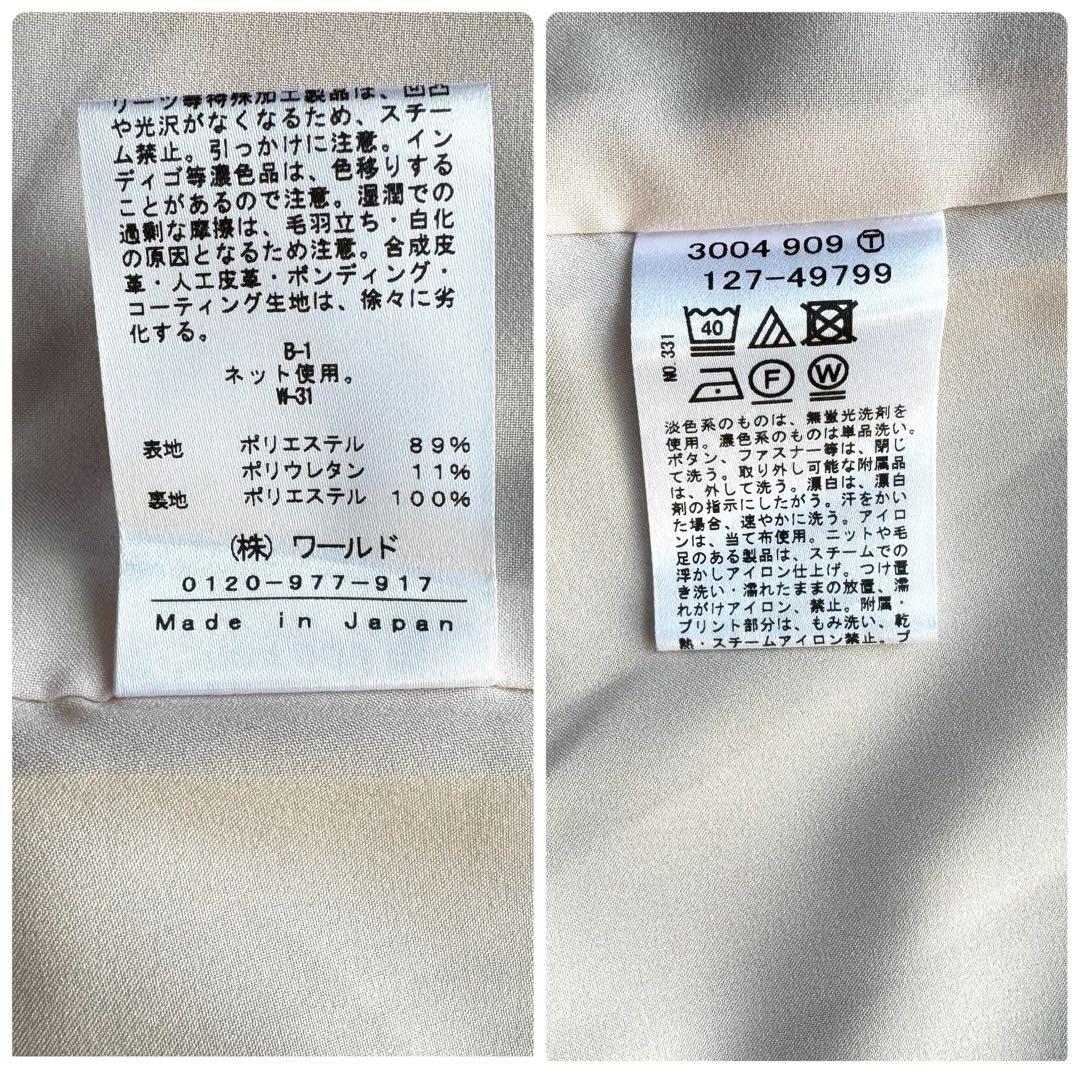 リーツ等特殊加工製品は、凹凸
や光沢がなくなるため、スチー
ム禁止。引っかけに注意。イン
ディゴ等濃色品は、色移りする
ことがあるので注意。湿潤での
過剰な摩擦は、毛羽立ち・白化
の原因となるため注意。合成皮
革・人工皮革・ボンディング・
コーティング生地は、徐々に劣
化する。
B-1
ネット使用。
W-31
表地 ポリエステル 89%
ポリウレタン 11%
裏地 ポリエステル 100%
(株) ワールド
0120-977-917
Made in Japan
3004 909 Ⓣ
127-49799
NO.331
40
F W
淡色系のものは、無蛍光洗剤を
使用。濃色系のものは単品洗い。
ボタン、ファスナー等は、閉じ
て洗う。取り外し可能な附属品
は、外して洗う。漂白は、漂白
剤の指示にしたがう。汗をかい
た場合、速やかに洗う。アイロ
ンは、当て布使用。ニットや毛
足のある製品は、スチームでの
浮かしアイロン仕上げ。つけ置
き洗い・濡れたままの放置、濡
れがけアイロン、禁止。附属・
プリント部分は、もみ洗い、乾
熱・スチームアイロン禁止。プ